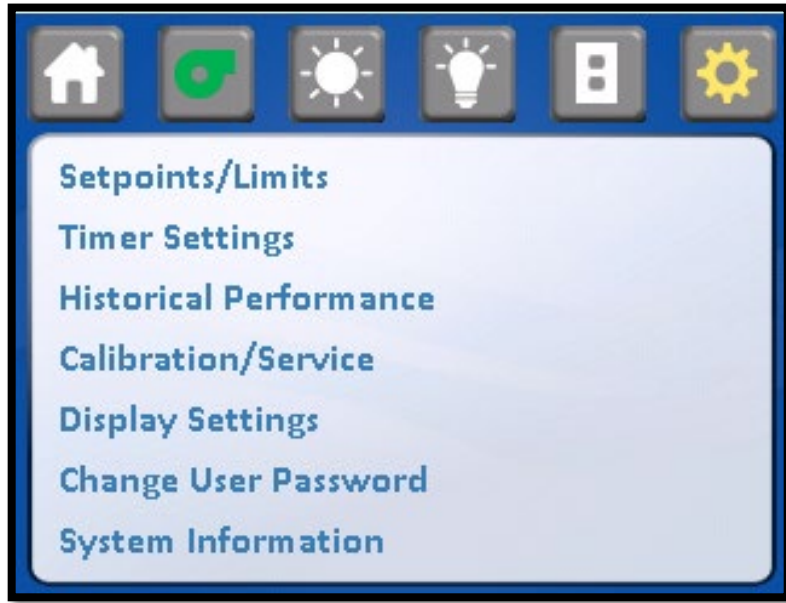 Setpoints/Limits
Timer Settings
Historical Performance
Calibration/Service
Display Settings
Change User Password
System Information